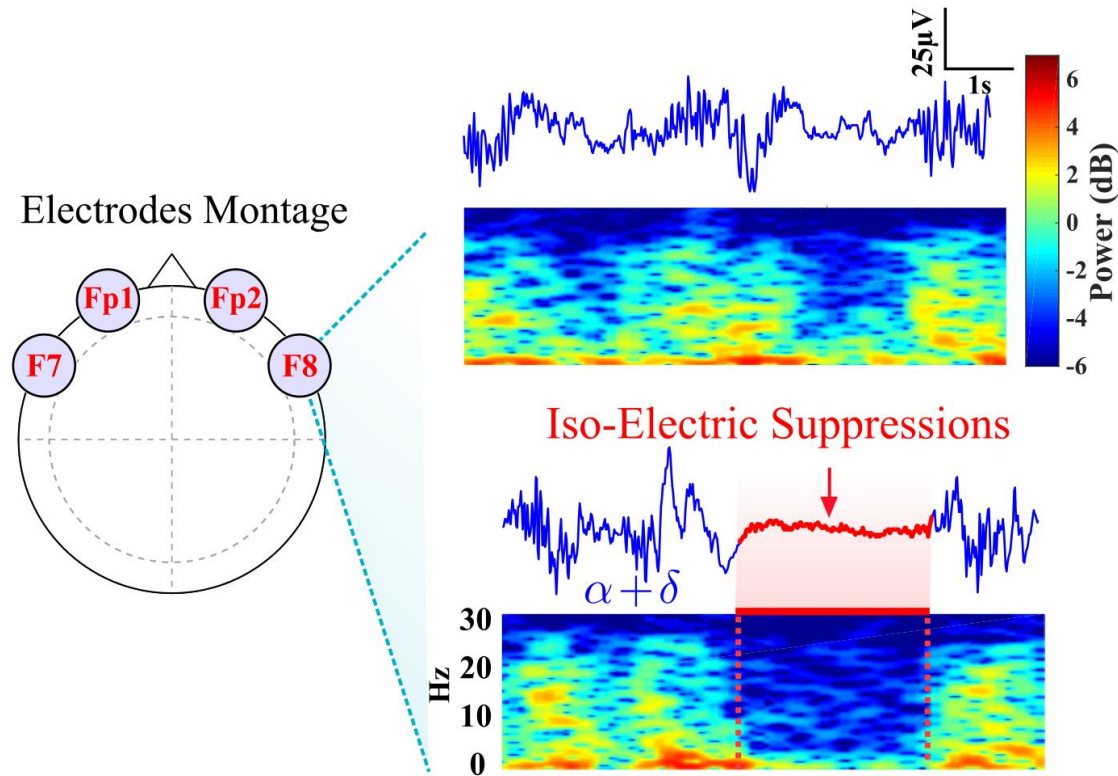 Electrodes Montage
Fp1
Fp2
F7
F8
25μV
1s
6
4
2
0
-2
-4
-6
Power (dB)
Iso-Electric Suppressions
α+δ
30
20
10
0
Hz